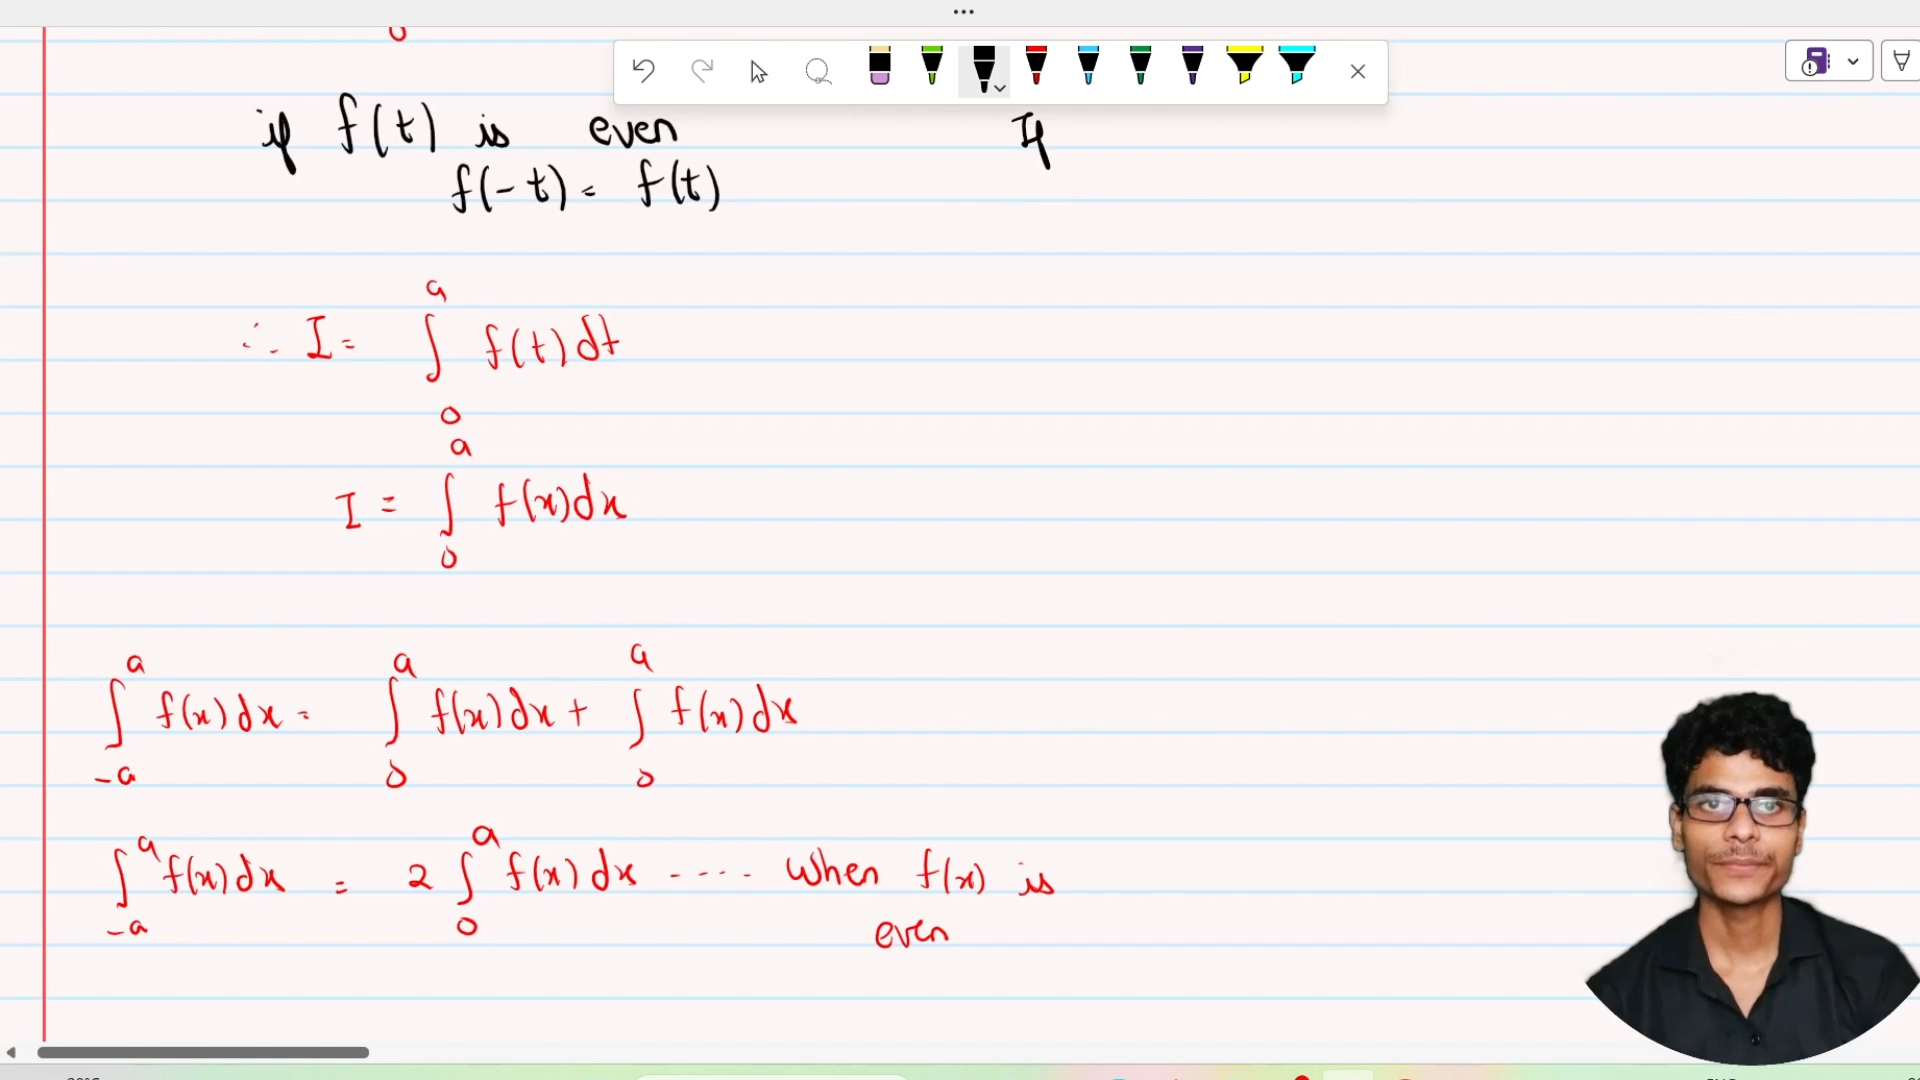 if f(t) is even
f(-t) = f(t)
If
∴ I = ∫₀ᵃ f(t) dt
I = ∫₀ᵃ f(x) dx
∫₋ₐᵃ f(x) dx = ∫₀ᵃ f(x) dx + ∫₀ᵃ f(x) dx
∫₋ₐᵃ f(x) dx = 2 ∫₀ᵃ f(x) dx ---- when f(x) is
even